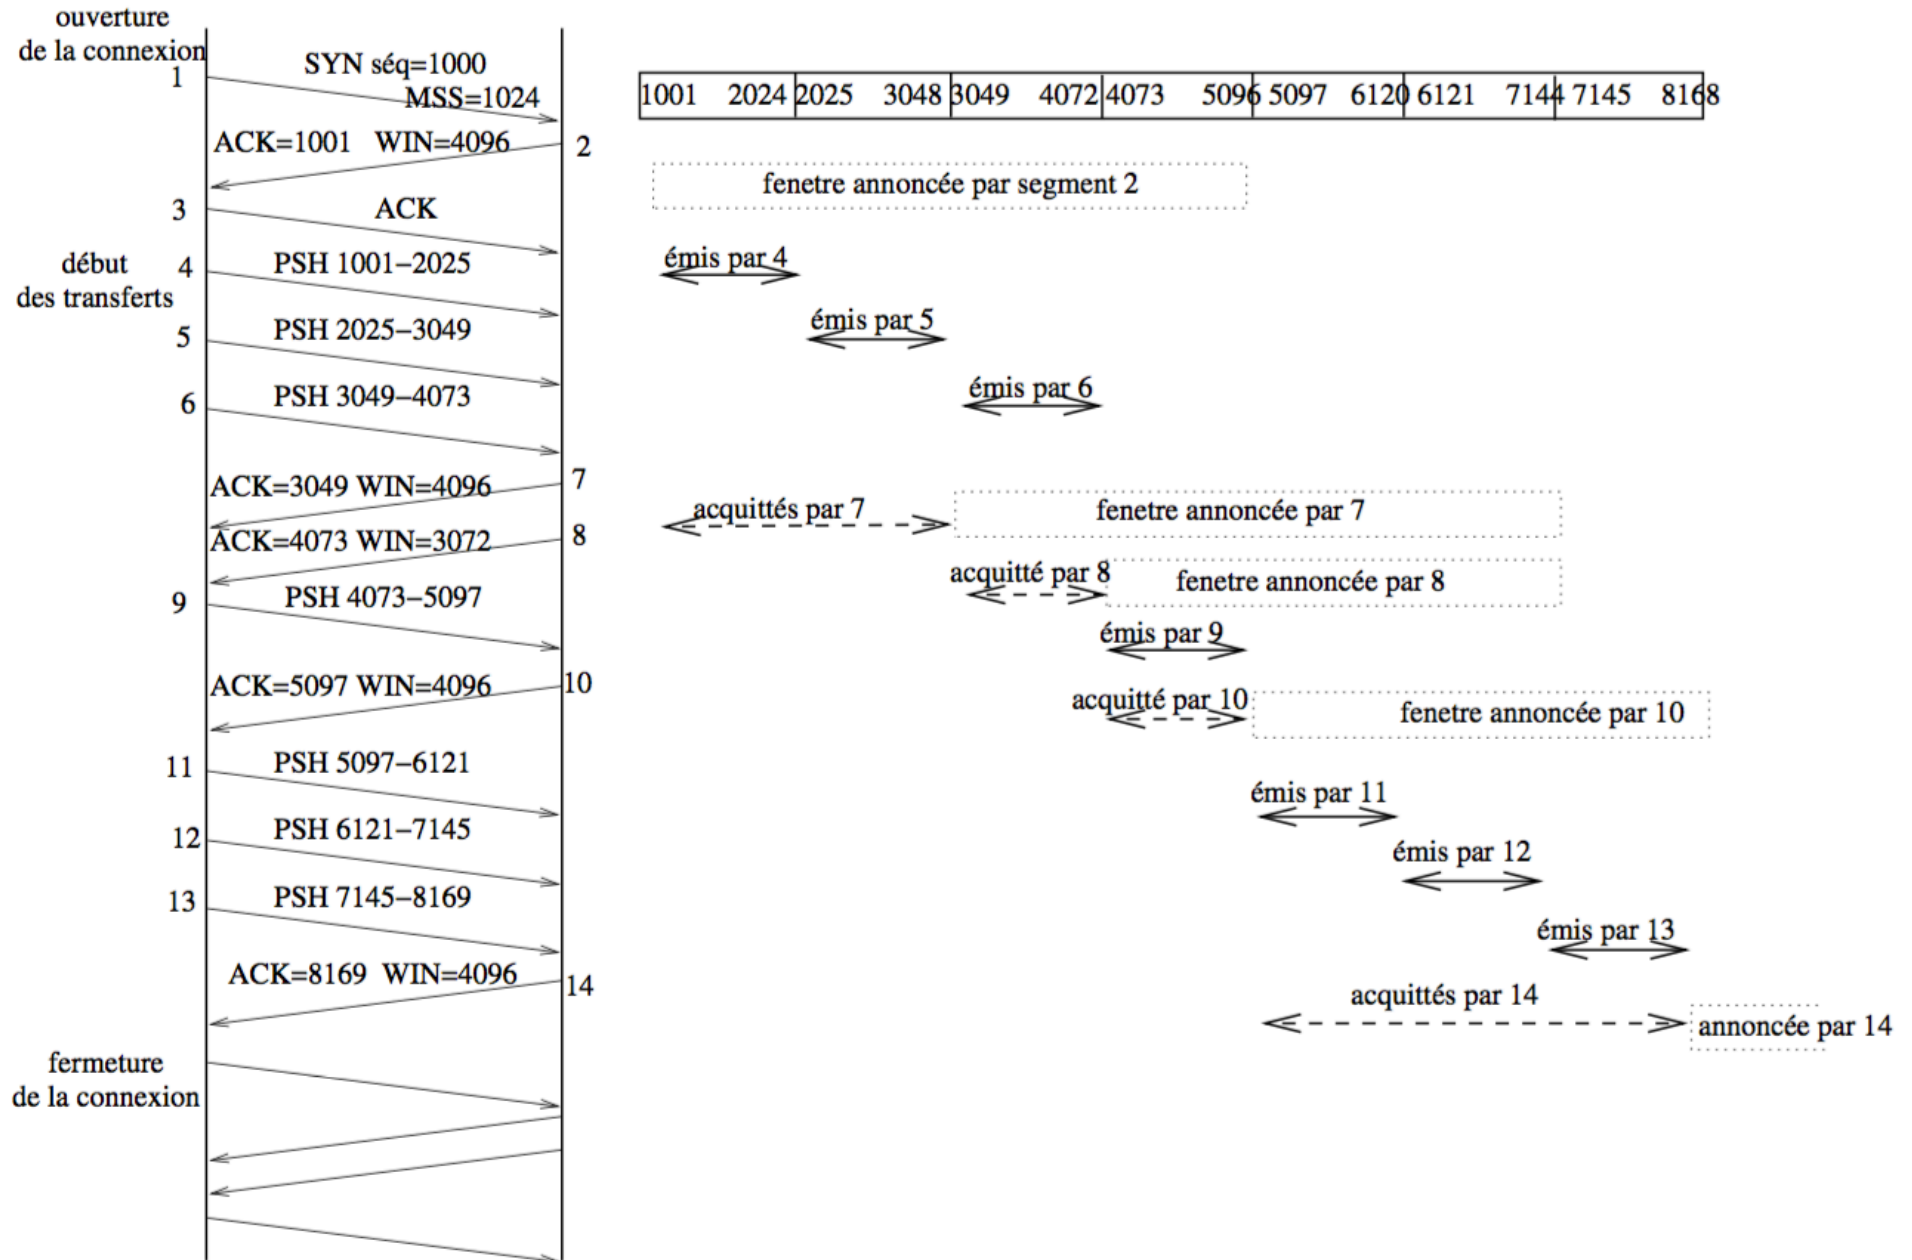 ouverture
de la connexion
1
SYN séq=1000
MSS=1024
1001 2024 2025 3048 3049 4072 4073 5096 5097 6120 6121 7144 7145 8168
ACK=1001 WIN=4096
2
fenetre annoncée par segment 2
3
ACK
début
des transferts
4
PSH 1001–2025
émis par 4
5
PSH 2025–3049
émis par 5
6
PSH 3049–4073
émis par 6
7
ACK=3049 WIN=4096
acquittés par 7
fenetre annoncée par 7
8
ACK=4073 WIN=3072
acquitté par 8
fenetre annoncée par 8
9
PSH 4073–5097
émis par 9
10
ACK=5097 WIN=4096
acquitté par 10
fenetre annoncée par 10
11
PSH 5097–6121
émis par 11
12
PSH 6121–7145
émis par 12
13
PSH 7145–8169
émis par 13
ACK=8169 WIN=4096
14
acquittés par 14
annoncée par 14
fermeture
de la connexion